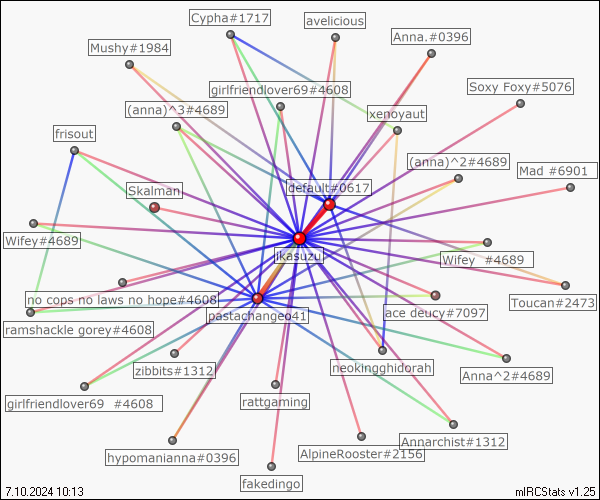 Cypha#1717
avelicious
Anna.#0396
Mushy#1984
Soxy Foxy#5076
girlfriendlover69#4608
(anna)^3#4689
xenoyaut
frisout
(anna)^2#4689
Mad #6901
Skalman
default#0617
Wifey#4689
jikasuzu
Wifey #4689
no cops no laws no hope#4608
Toucan#2473
pastachangeo41
ace deucy#7097
ramshackle gorey#4608
zibbits#1312
neokingghidorah
Anna^2#4689
girlfriendlover69 #4608
rattgaming
Annarchist#1312
hypomanianna#0396
AlpineRooster#2156
fakedingo
7.10.2024 10:13
mIRCStats v1.25